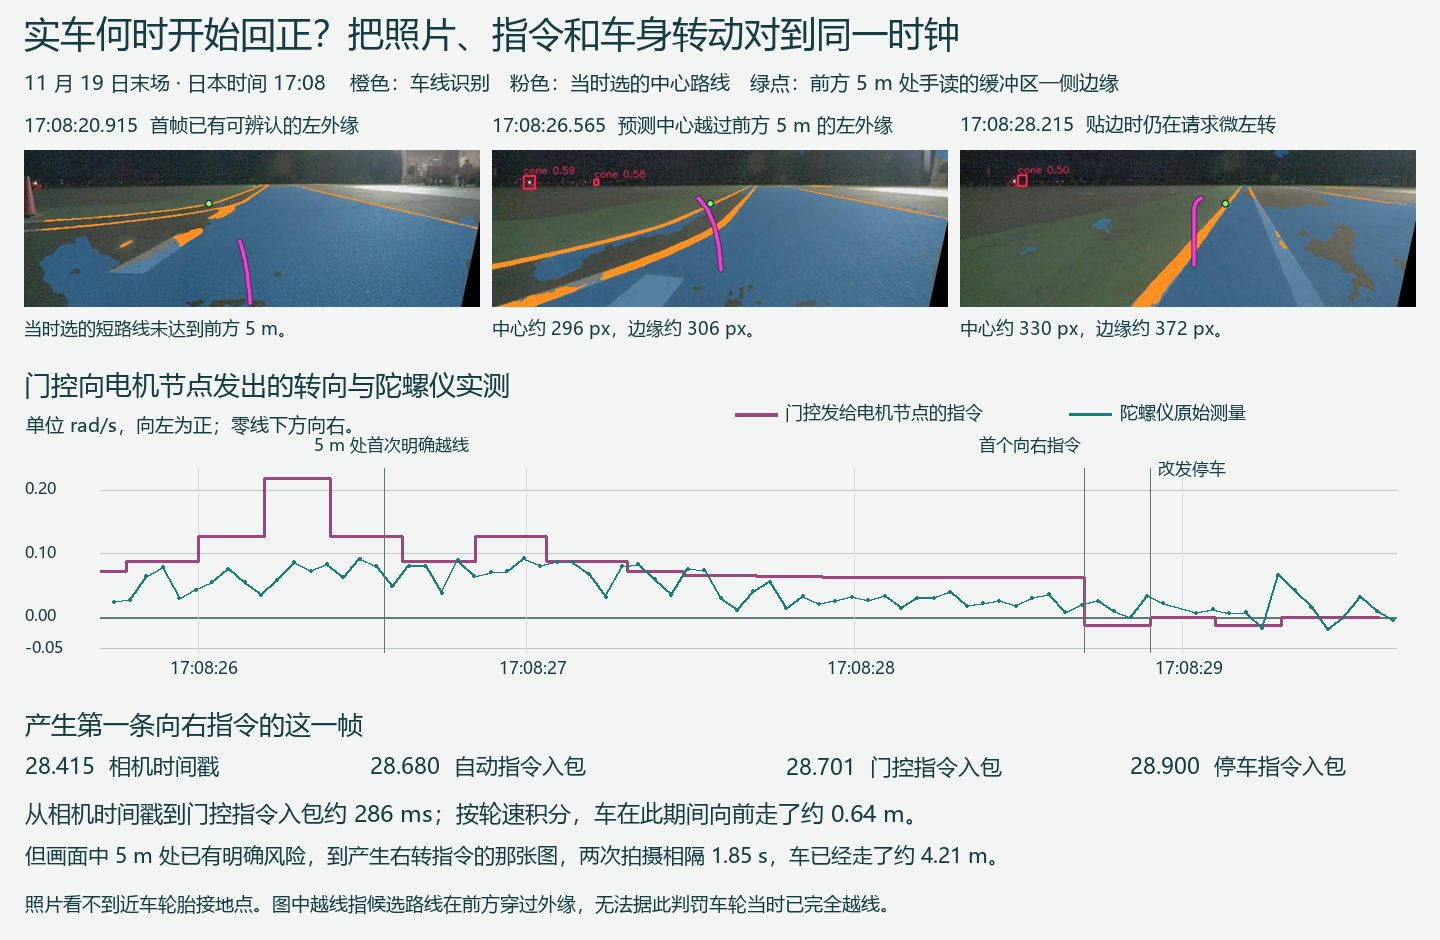 实车何时开始回正？把照片、指令和车身转动对到同一时钟
11 月 19 日末场 · 日本时间 17:08 橙色：车线识别 粉色：当时选的中心路线 绿点：前方 5 m 处手读的缓冲区一侧边缘
17:08:20.915 首帧已有可辨认的左外缘
17:08:26.565 预测中心越过前方 5 m 的左外缘
17:08:28.215 贴边时仍在请求微左转
cone 0.59
cone 0.58
cone 0.50
当时选的短路线未达到前方 5 m。
中心约 296 px，边缘约 306 px。
中心约 330 px，边缘约 372 px。
门控向电机节点发出的转向与陀螺仪实测
单位 rad/s，向左为正；零线下方向右。
门控发给电机节点的指令
陀螺仪原始测量
5 m 处首次明确越线
首个向右指令
改发停车
0.20
0.10
0.00
-0.05
17:08:26
17:08:27
17:08:28
17:08:29
产生第一条向右指令的这一帧
28.415 相机时间戳
28.680 自动指令入包
28.701 门控指令入包
28.900 停车指令入包
从相机时间戳到门控指令入包约 286 ms；按轮速积分，车在此期间向前走了约 0.64 m。
但画面中 5 m 处已有明确风险，到产生右转指令的那张图，两次拍摄相隔 1.85 s，车已经走了约 4.21 m。
照片看不到近车轮胎接地点。图中越线指候选路线在前方穿过外缘，无法据此判罚车轮当时已完全越线。